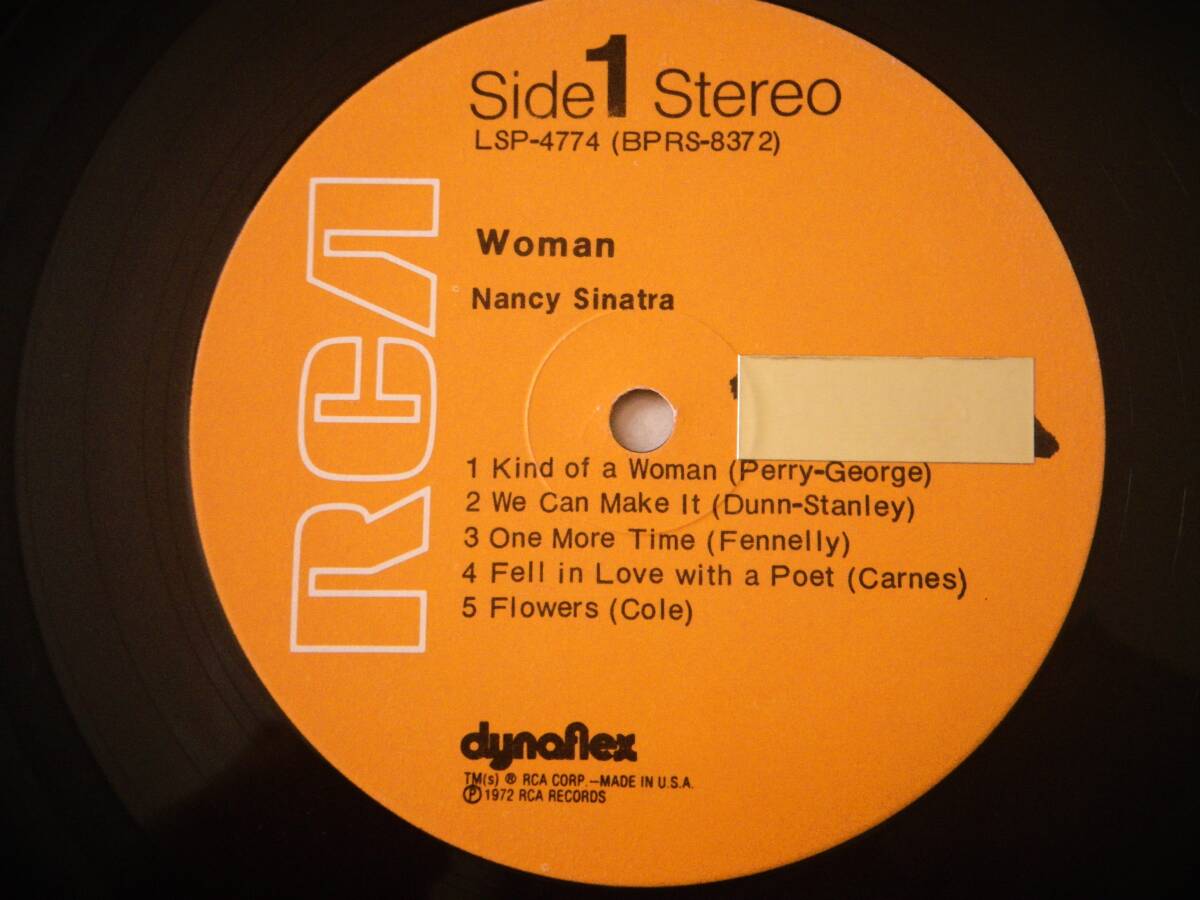 Side 1 Stereo
LSP-4774 (BPRS-8372)
RCA
Woman
Nancy Sinatra
1 Kind of a Woman (Perry-George)
2 We Can Make It (Dunn-Stanley)
3 One More Time (Fennelly)
4 Fell in Love with a Poet (Carnes)
5 Flowers (Cole)
dynaflex
TM(s) ® RCA CORP.—MADE IN U.S.A.
℗ 1972 RCA RECORDS